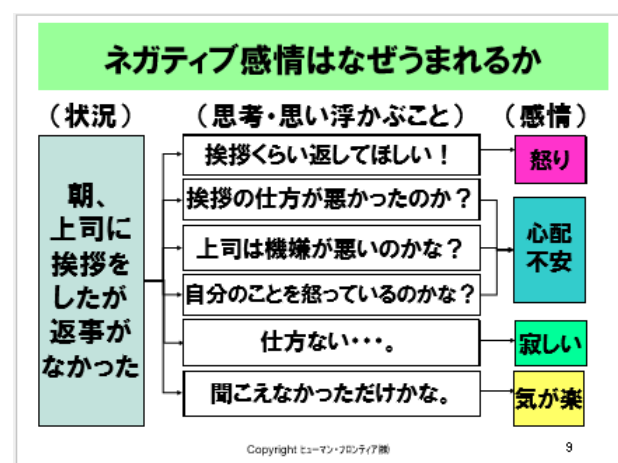 ネガティブ感情はなぜうまれるか
（状況）
（思考・思い浮かぶこと）
（感情）
朝、
上司に
挨拶を
したが
返事が
なかった
挨拶くらい返してほしい！
挨拶の仕方が悪かったのか？
上司は機嫌が悪いのかな？
自分のことを怒っているのかな？
仕方ない・・・。
聞こえなかっただけかな。
怒り
心配
不安
寂しい
気が楽
Copyright ﾋｭｰﾏﾝ・ﾌﾛﾝﾃｨｱ㈱
9